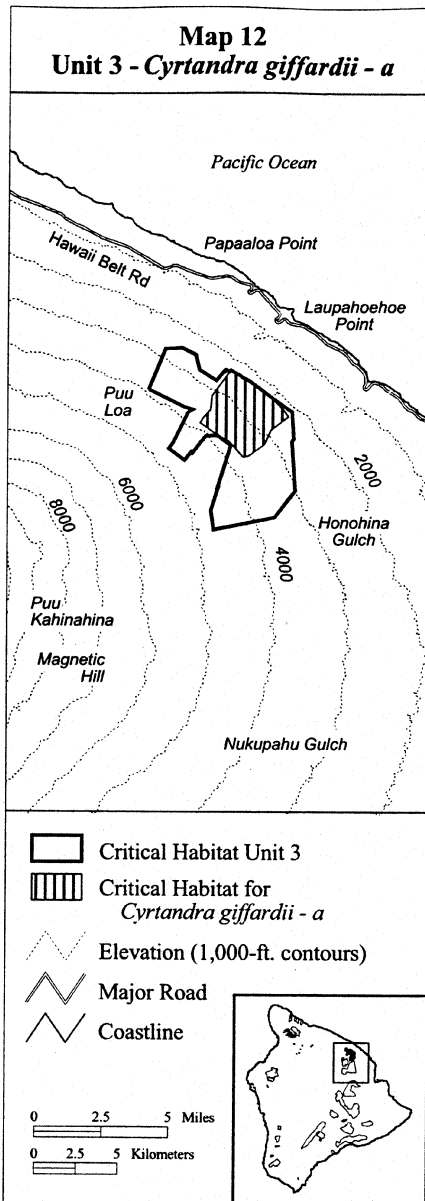 Map 12
Unit 3 - Cyrtandra giffardii - a
Pacific Ocean
Papaaloa Point
Hawaii Belt Rd
Laupahoehoe
Point
Puu
Loa
2000
6000
8000
Honohina
Gulch
4000
Puu
Kahinahina
Magnetic
Hill
Nukupahu Gulch
Critical Habitat Unit 3
Critical Habitat for
Cyrtandra giffardii - a
Elevation (1,000-ft. contours)
Major Road
Coastline
0 2.5 5 Miles
0 2.5 5 Kilometers